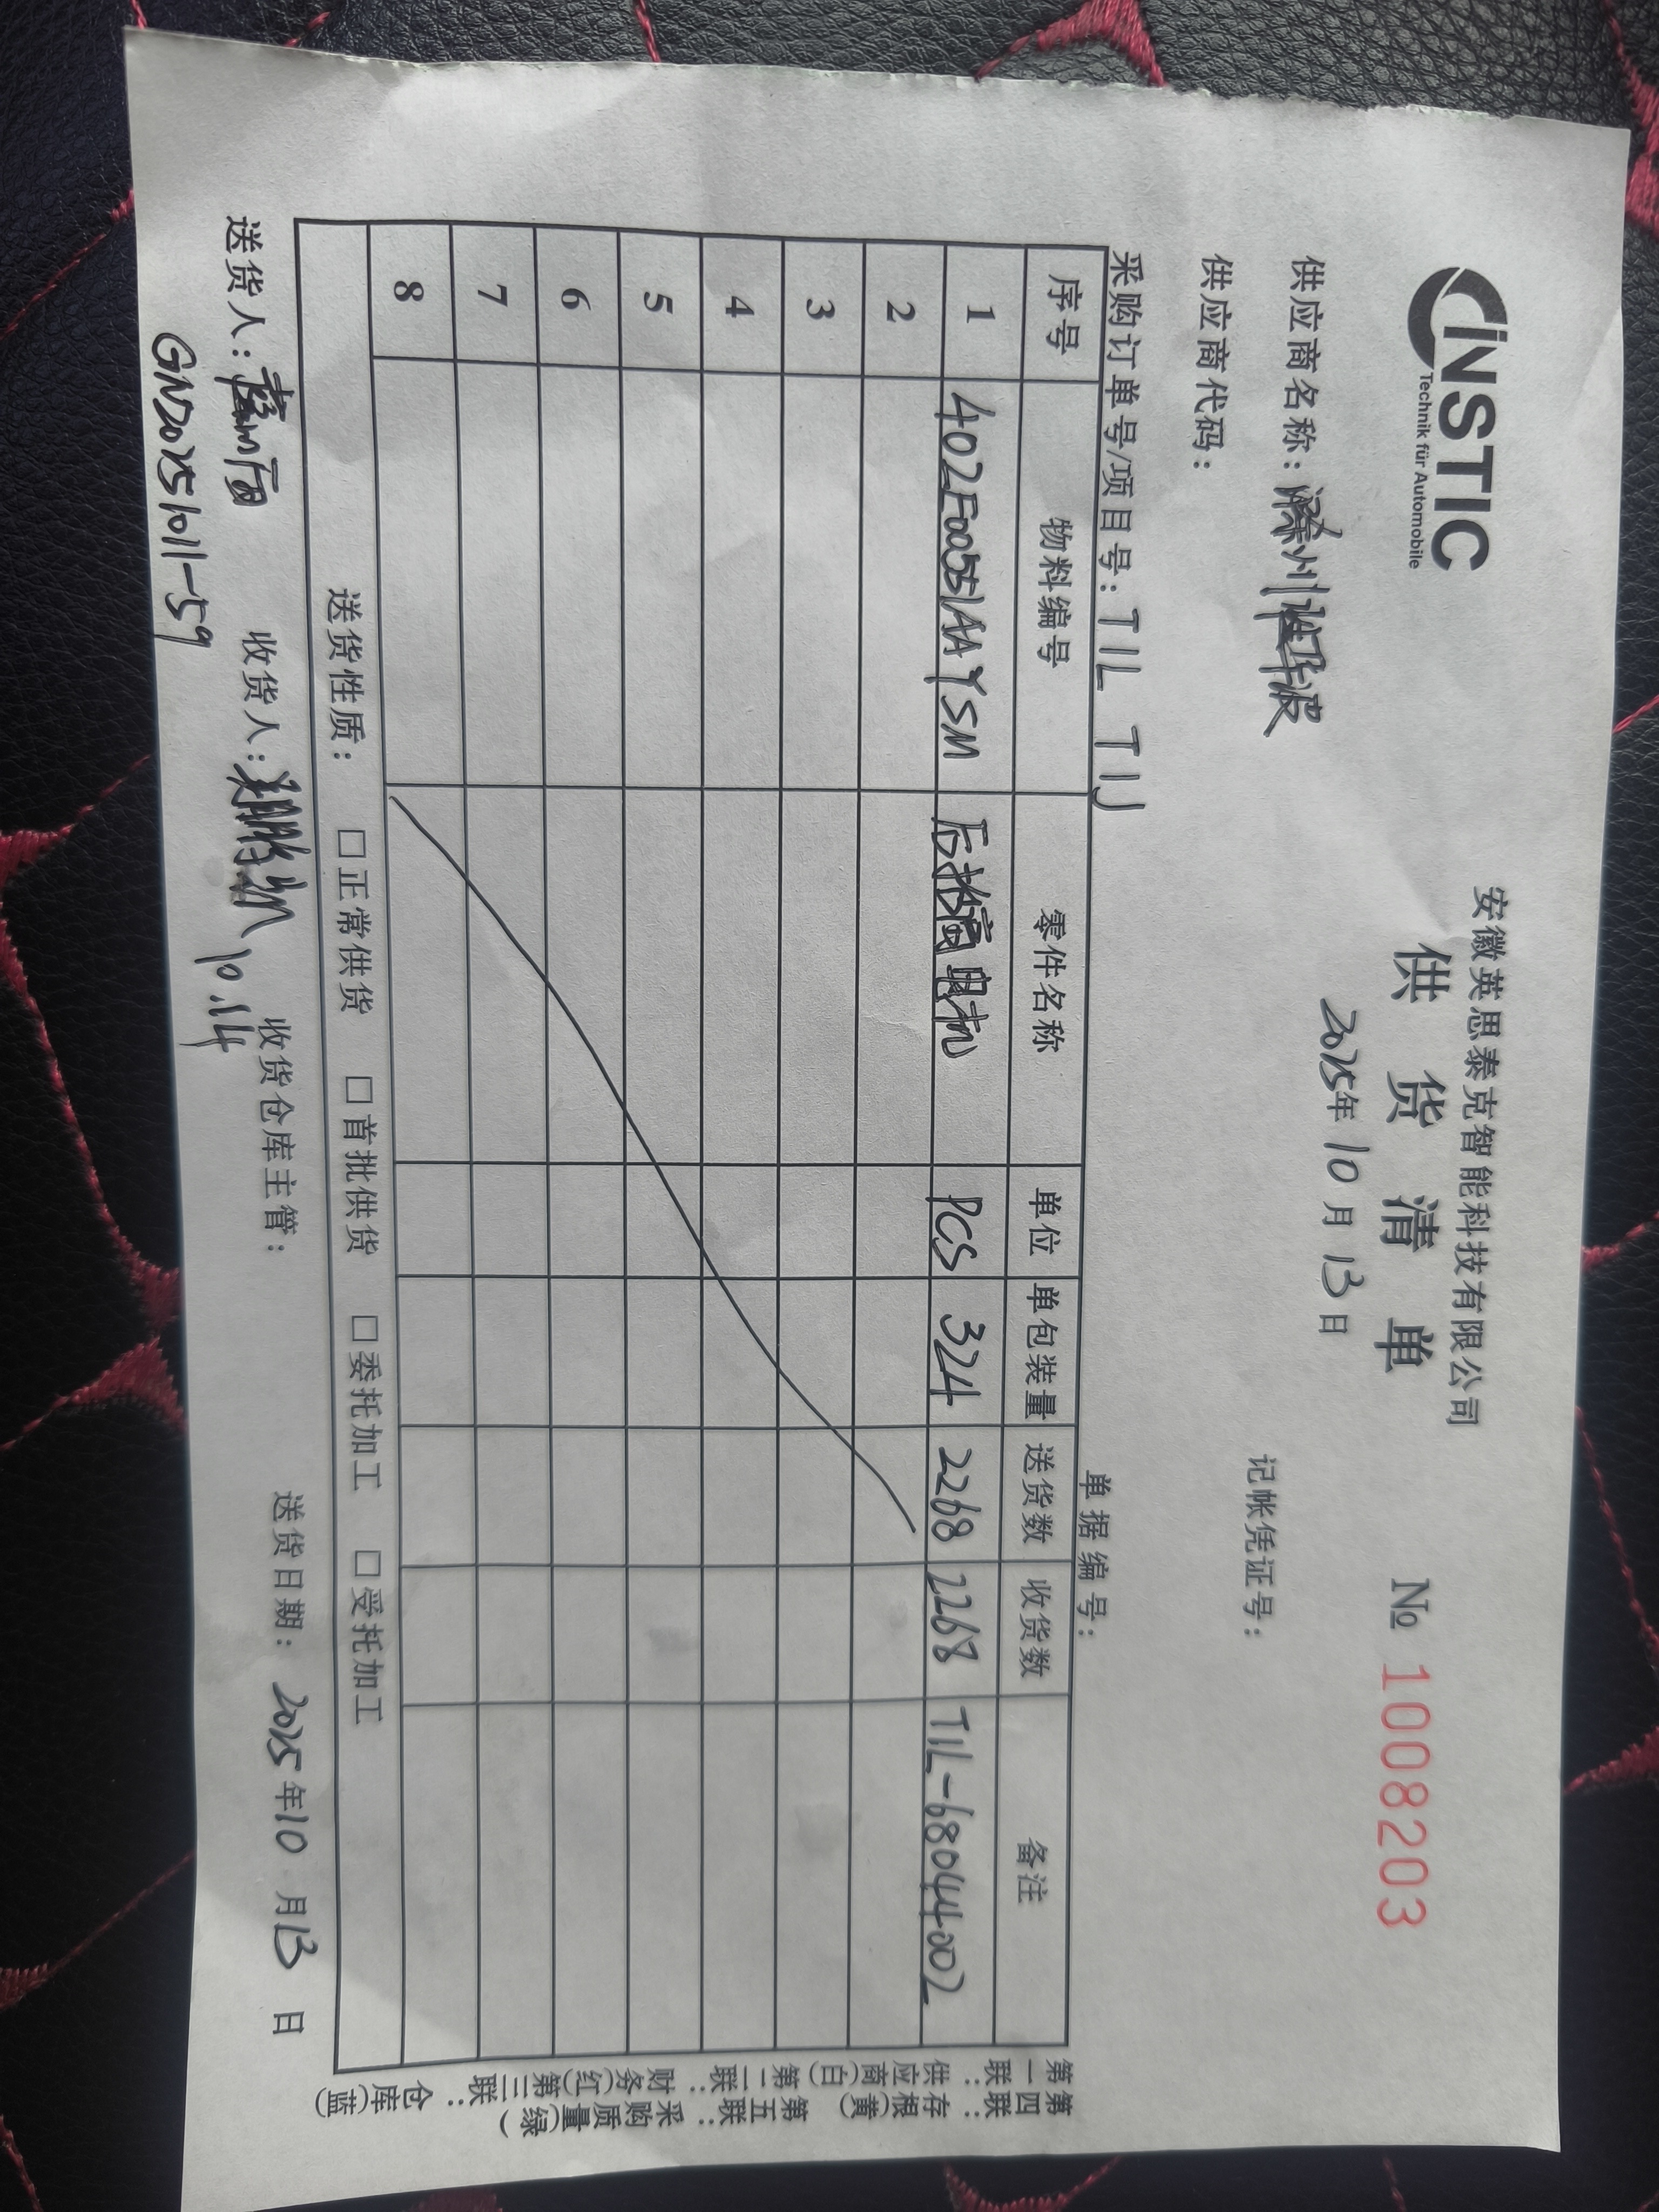 iNSTIC
Technik für Automobile
安徽英思泰克智能科技有限公司
供货清单
№ 1008203
2025年10月13日
供应商名称：滁州
供应商代码：
记帐凭证号：
采购订单号/项目号：T1L T1J
单据编号：
序号 物料编号 零件名称 单位 单包装量 送货数 收货数 备注
1 402F00551AAYSM 后擋电机 PCS 324 2268 2268 T1L-6804002
2
3
4
5
6
7
8
送货性质： □正常供货 □首批供货 □委托加工 □受托加工
送货人： 收货人： 10.14 收货仓库主管： 送货日期： 2025年10月13日
GN20251011-59
第一联：供应商(白) 第二联：财务(红) 第三联：仓库(蓝)
第四联：存根(黄) 第五联：采购质量(绿)